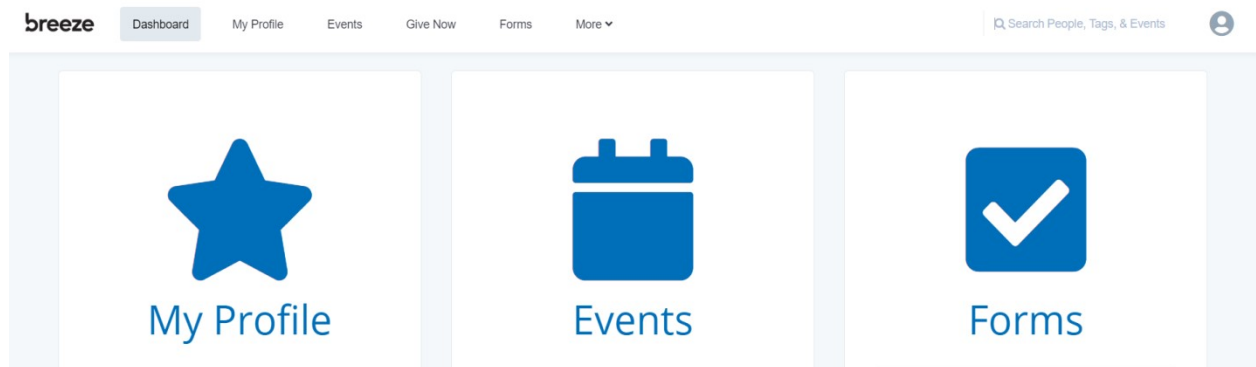 breeze Dashboard My Profile Events Give Now Forms More Search People, Tags, & Events
My Profile Events Forms